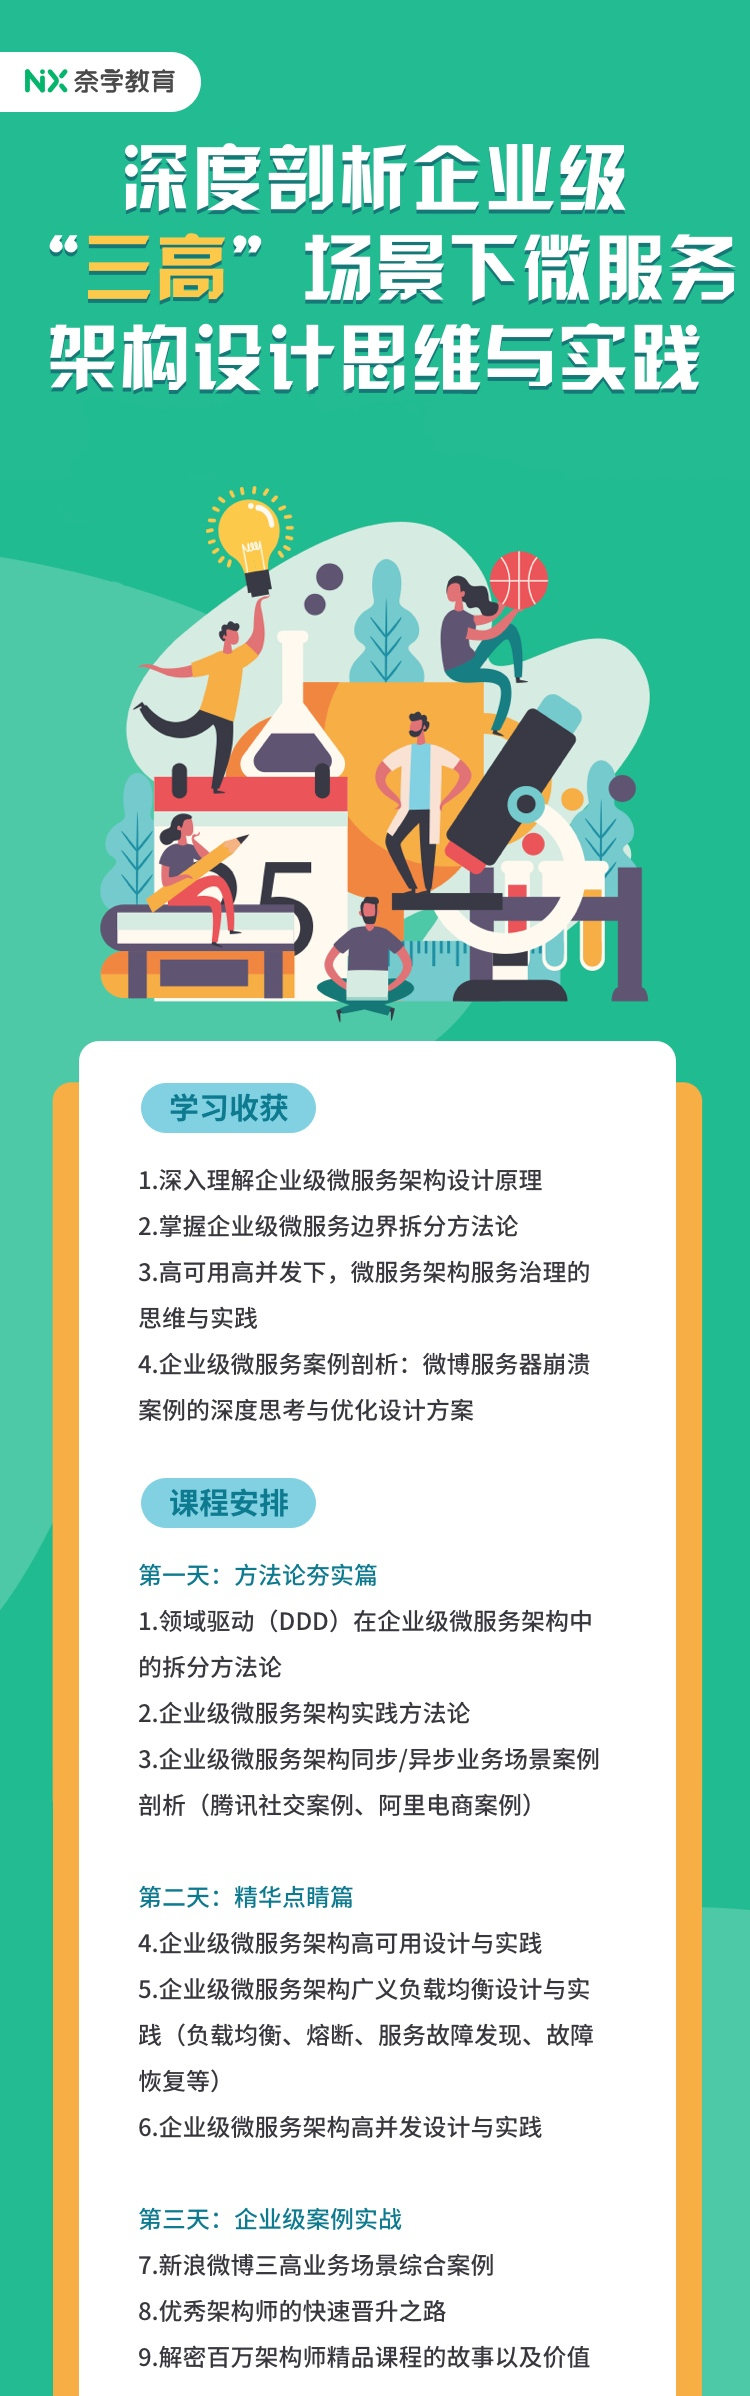 NiX 奈学教育
深度剖析企业级
“三高”场景下微服务
架构设计思维与实践
5
学习收获
1.深入理解企业级微服务架构设计原理
2.掌握企业级微服务边界拆分方法论
3.高可用高并发下，微服务架构服务治理的
思维与实践
4.企业级微服务案例剖析：微博服务器崩溃
案例的深度思考与优化设计方案
课程安排
第一天：方法论夯实篇
1.领域驱动（DDD）在企业级微服务架构中
的拆分方法论
2.企业级微服务架构实践方法论
3.企业级微服务架构同步/异步业务场景案例
剖析（腾讯社交案例、阿里电商案例）
第二天：精华点睛篇
4.企业级微服务架构高可用设计与实践
5.企业级微服务架构广义负载均衡设计与实
践（负载均衡、熔断、服务故障发现、故障
恢复等）
6.企业级微服务架构高并发设计与实践
第三天：企业级案例实战
7.新浪微博三高业务场景综合案例
8.优秀架构师的快速晋升之路
9.解密百万架构师精品课程的故事以及价值